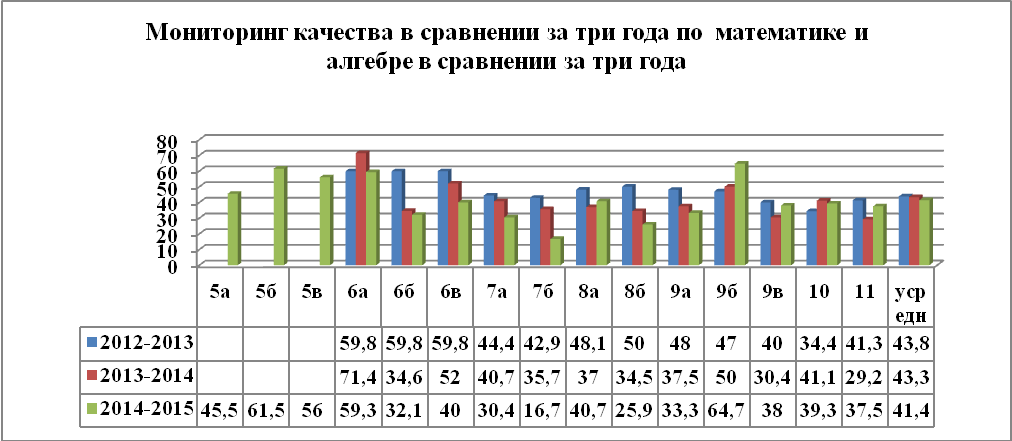 Мониторинг качества в сравнении за три года по математике и
алгебре в сравнении за три года
80
70
60
50
40
30
20
10
0
5а 5б 5в 6а 6б 6в 7а 7б 8а 8б 9а 9б 9в 10 11 уср
едн
2012-2013 59,8 59,8 59,8 44,4 42,9 48,1 50 48 47 40 34,4 41,3 43,8
2013-2014 71,4 34,6 52 40,7 35,7 37 34,5 37,5 50 30,4 41,1 29,2 43,3
2014-2015 45,5 61,5 56 59,3 32,1 40 30,4 16,7 40,7 25,9 33,3 64,7 38 39,3 37,5 41,4